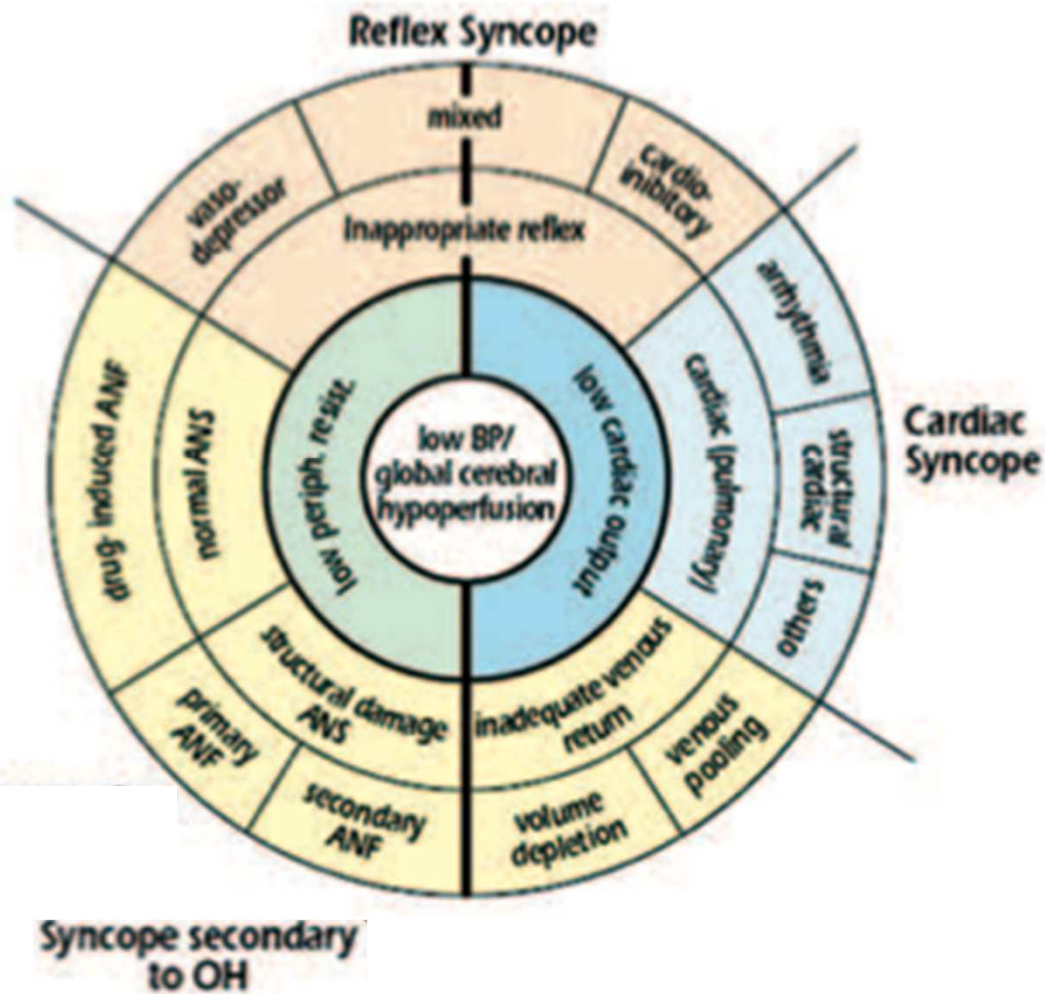 Reflex Syncope
mixed
vaso-
depressor
cardio-
inibitory
Inappropriate reflex
arrhythmia
structural
cardiac
others
cardiac (pulmonary)
Cardiac
Syncope
drug- induced ANF
normal ANS
low periph. resist.
low BP/
global cerebral
hypoperfusion
low cardiac output
structural damage
ANS
inadequate venous
return
primary
ANF
secondary
ANF
volume
depletion
venous
pooling
Syncope secondary
to OH